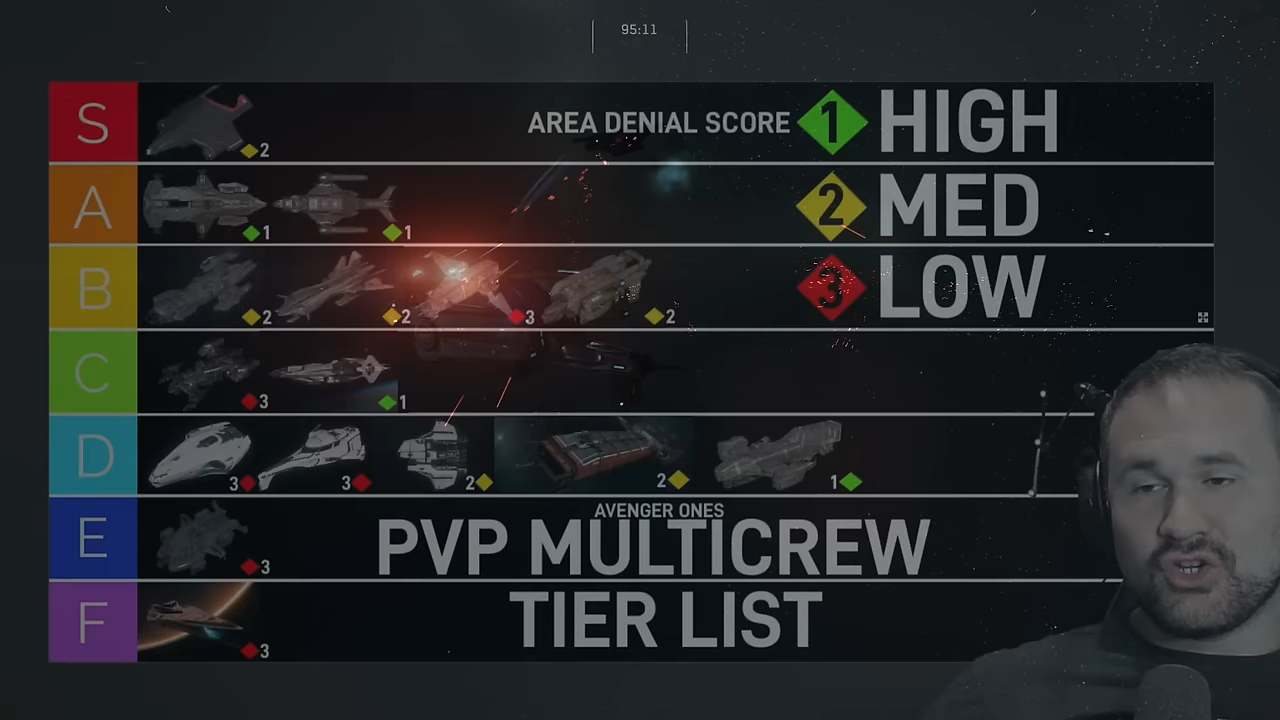 95:11
S
2
AREA DENIAL SCORE 1 HIGH
A
1 1
2 MED
B
2 2 3 2
3 LOW
C
3 1
D
3 3 2 2 1
E
3
AVENGER ONES
PVP MULTICREW
F
3
TIER LIST